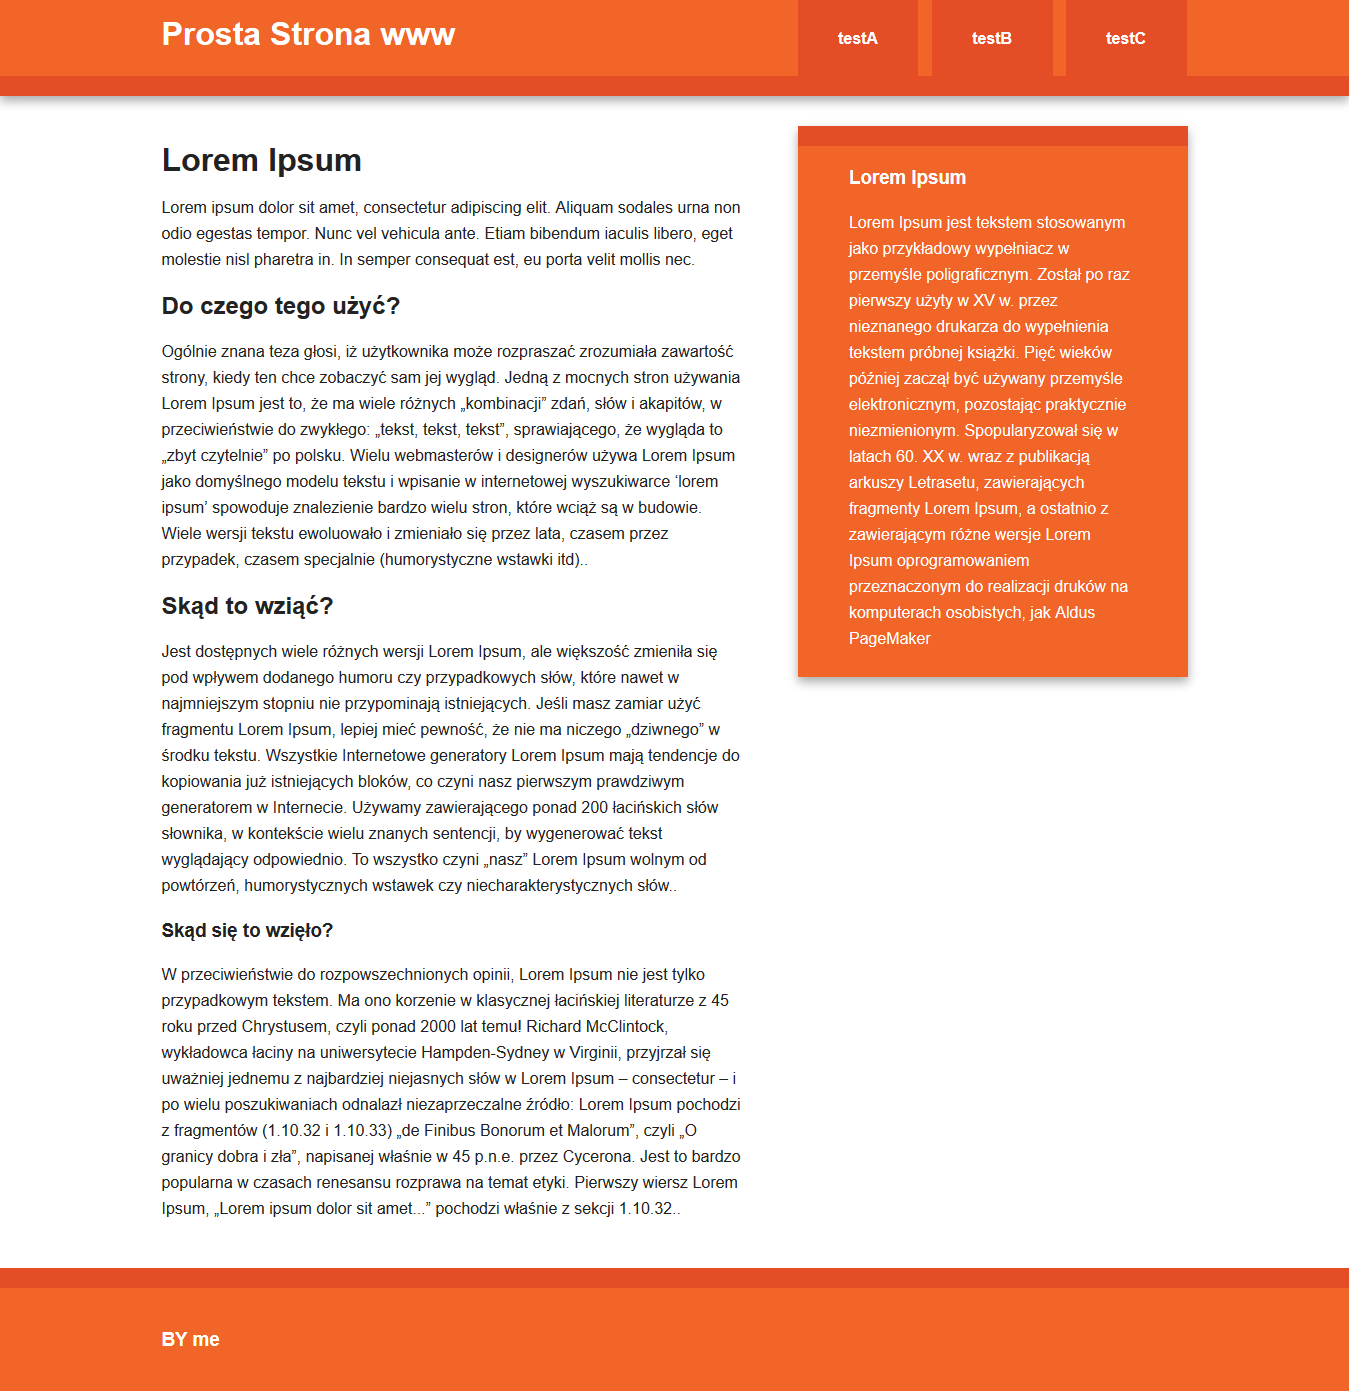 Prosta Strona www
testA
testB
testC
Lorem Ipsum
Lorem ipsum dolor sit amet, consectetur adipiscing elit. Aliquam sodales urna non
odio egestas tempor. Nunc vel vehicula ante. Etiam bibendum iaculis libero, eget
molestie nisl pharetra in. In semper consequat est, eu porta velit mollis nec.
Do czego tego użyć?
Ogólnie znana teza głosi, iż użytkownika może rozpraszać zrozumiała zawartość
strony, kiedy ten chce zobaczyć sam jej wygląd. Jedną z mocnych stron używania
Lorem Ipsum jest to, że ma wiele różnych „kombinacji” zdań, słów i akapitów, w
przeciwieństwie do zwykłego: „tekst, tekst, tekst”, sprawiającego, że wygląda to
„zbyt czytelnie” po polsku. Wielu webmasterów i designerów używa Lorem Ipsum
jako domyślnego modelu tekstu i wpisanie w internetowej wyszukiwarce ‘lorem
ipsum’ spowoduje znalezienie bardzo wielu stron, które wciąż są w budowie.
Wiele wersji tekstu ewoluowało i zmieniało się przez lata, czasem przez
przypadek, czasem specjalnie (humorystyczne wstawki itd)..
Skąd to wziąć?
Jest dostępnych wiele różnych wersji Lorem Ipsum, ale większość zmieniła się
pod wpływem dodanego humoru czy przypadkowych słów, które nawet w
najmniejszym stopniu nie przypominają istniejących. Jeśli masz zamiar użyć
fragmentu Lorem Ipsum, lepiej mieć pewność, że nie ma niczego „dziwnego” w
środku tekstu. Wszystkie Internetowe generatory Lorem Ipsum mają tendencje do
kopiowania już istniejących bloków, co czyni nasz pierwszym prawdziwym
generatorem w Internecie. Używamy zawierającego ponad 200 łacińskich słów
słownika, w kontekście wielu znanych sentencji, by wygenerować tekst
wyglądający odpowiednio. To wszystko czyni „nasz” Lorem Ipsum wolnym od
powtórzeń, humorystycznych wstawek czy niecharakterystycznych słów..
Skąd się to wzięło?
W przeciwieństwie do rozpowszechnionych opinii, Lorem Ipsum nie jest tylko
przypadkowym tekstem. Ma ono korzenie w klasycznej łacińskiej literaturze z 45
roku przed Chrystusem, czyli ponad 2000 lat temu! Richard McClintock,
wykładowca łaciny na uniwersytecie Hampden-Sydney w Virginii, przyjrzał się
uważniej jednemu z najbardziej niejasnych słów w Lorem Ipsum – consectetur – i
po wielu poszukiwaniach odnalazł niezaprzeczalne źródło: Lorem Ipsum pochodzi
z fragmentów (1.10.32 i 1.10.33) „de Finibus Bonorum et Malorum”, czyli „O
granicy dobra i zła”, napisanej właśnie w 45 p.n.e. przez Cycerona. Jest to bardzo
popularna w czasach renesansu rozprawa na temat etyki. Pierwszy wiersz Lorem
Ipsum, „Lorem ipsum dolor sit amet...” pochodzi właśnie z sekcji 1.10.32..
Lorem Ipsum
Lorem Ipsum jest tekstem stosowanym
jako przykładowy wypełniacz w
przemyśle poligraficznym. Został po raz
pierwszy użyty w XV w. przez
nieznanego drukarza do wypełnienia
tekstem próbnej książki. Pięć wieków
później zaczął być używany przemyśle
elektronicznym, pozostając praktycznie
niezmienionym. Spopularyzował się w
latach 60. XX w. wraz z publikacją
arkuszy Letrasetu, zawierających
fragmenty Lorem Ipsum, a ostatnio z
zawierającym różne wersje Lorem
Ipsum oprogramowaniem
przeznaczonym do realizacji druków na
komputerach osobistych, jak Aldus
PageMaker
BY me